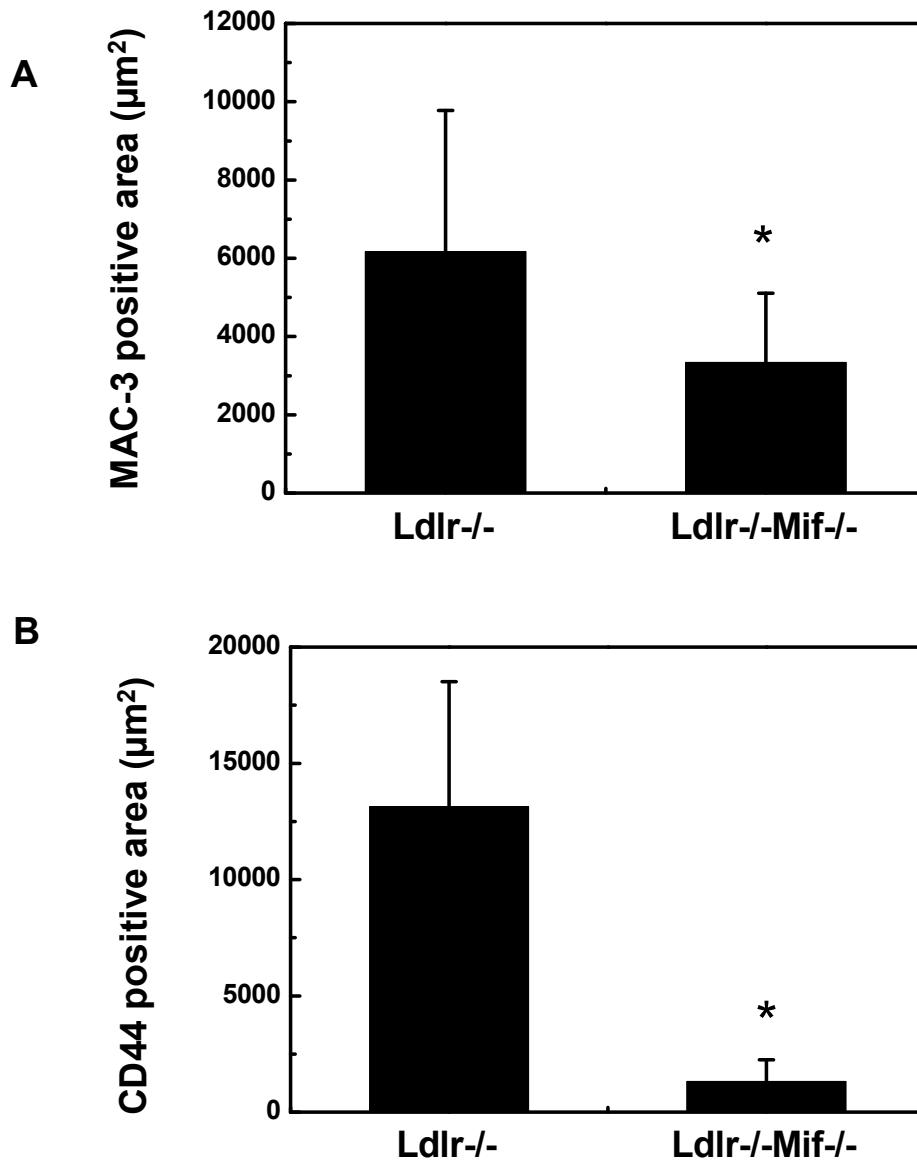 A
MAC-3 positive area (µm²)
12000
10000
8000
6000
4000
2000
0
*
Ldlr-/-
Ldlr-/-Mif-/-
B
CD44 positive area (µm²)
20000
15000
10000
5000
0
*
Ldlr-/-
Ldlr-/-Mif-/-